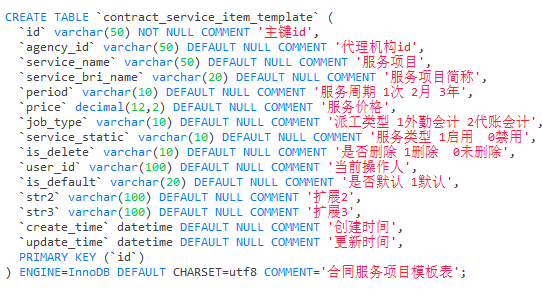 CREATE TABLE `contract_service_item_template` (
  `id` varchar(50) NOT NULL COMMENT '主键id',
  `agency_id` varchar(50) DEFAULT NULL COMMENT '代理机构id',
  `service_name` varchar(50) DEFAULT NULL COMMENT '服务项目',
  `service_bri_name` varchar(20) DEFAULT NULL COMMENT '服务项目简称',
  `period` varchar(10) DEFAULT NULL COMMENT '服务周期 1次 2月 3年',
  `price` decimal(12,2) DEFAULT NULL COMMENT '服务价格',
  `job_type` varchar(10) DEFAULT NULL COMMENT '派工类型 1外勤会计 2代账会计',
  `service_static` varchar(10) DEFAULT NULL COMMENT '服务类型 1启用  0禁用',
  `is_delete` varchar(10) DEFAULT NULL COMMENT '是否删除 1删除  0未删除',
  `user_id` varchar(100) DEFAULT NULL COMMENT '当前操作人',
  `is_default` varchar(20) DEFAULT NULL COMMENT '是否默认 1默认',
  `str2` varchar(100) DEFAULT NULL COMMENT '扩展2',
  `str3` varchar(100) DEFAULT NULL COMMENT '扩展3',
  `create_time` datetime DEFAULT NULL COMMENT '创建时间',
  `update_time` datetime DEFAULT NULL COMMENT '更新时间',
  PRIMARY KEY (`id`)
) ENGINE=InnoDB DEFAULT CHARSET=utf8 COMMENT='合同服务项目模板表';